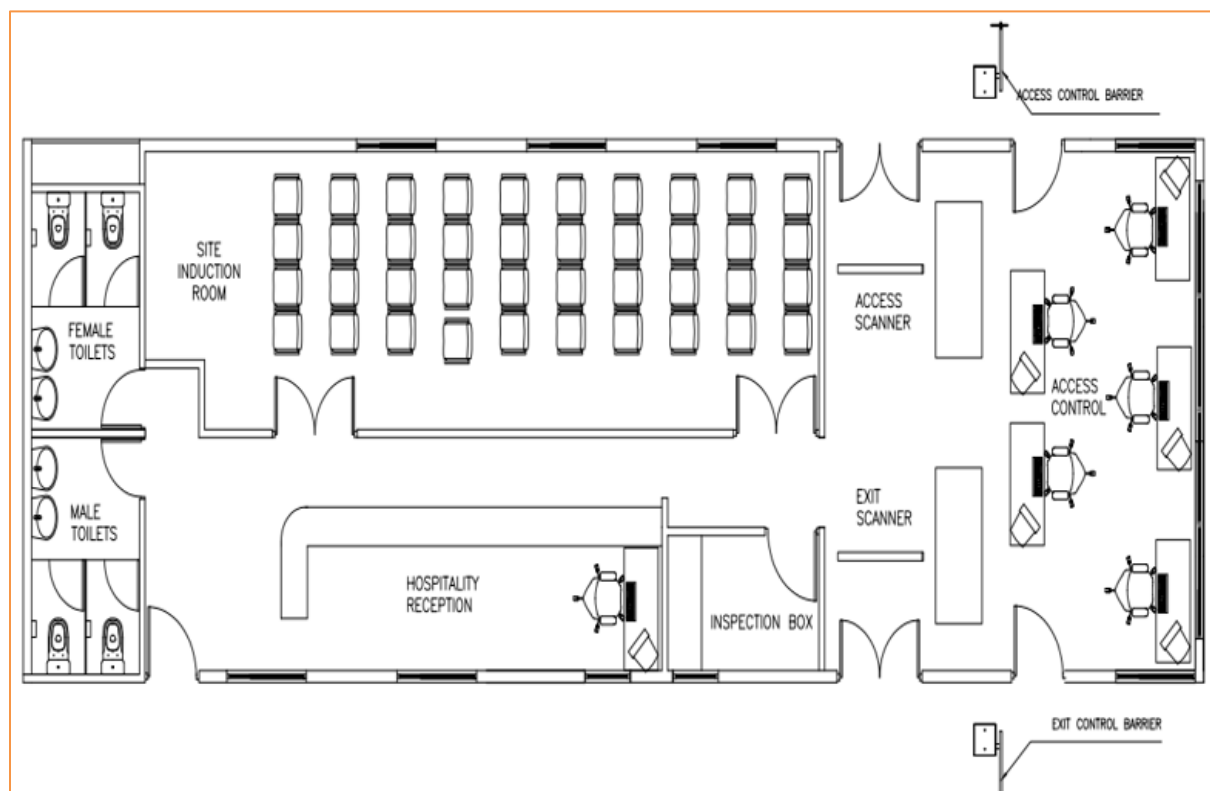 ACCESS CONTROL BARRIER
SITE
INDUCTION
ROOM
ACCESS
SCANNER
FEMALE
TOILETS
ACCESS
CONTROL
EXIT
SCANNER
MALE
TOILETS
HOSPITALITY
RECEPTION
INSPECTION BOX
EXIT CONTROL BARRIER